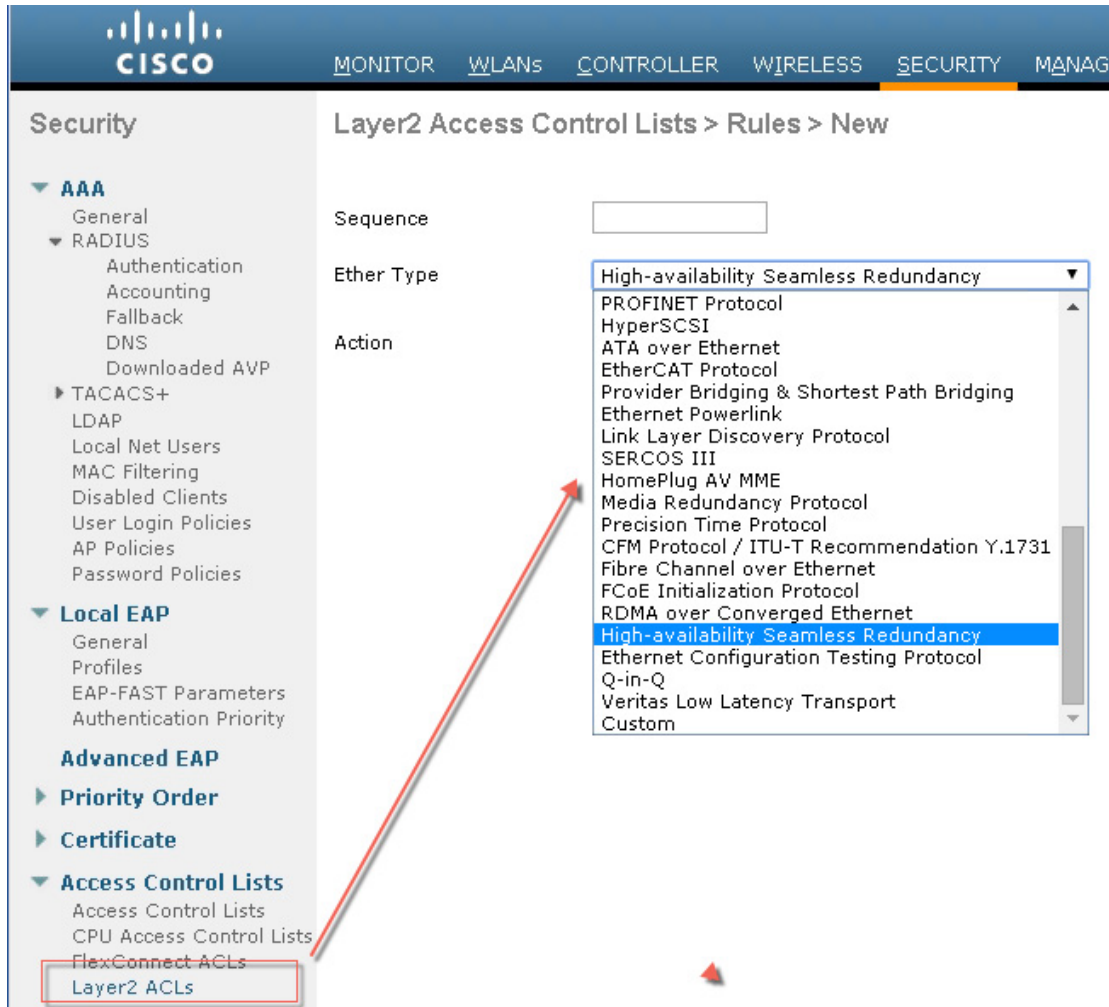 CISCO
MONITOR WLANs CONTROLLER WIRELESS SECURITY MANAG
Security
AAA
General
RADIUS
Authentication
Accounting
Fallback
DNS
Downloaded AVP
TACACS+
LDAP
Local Net Users
MAC Filtering
Disabled Clients
User Login Policies
AP Policies
Password Policies
Local EAP
General
Profiles
EAP-FAST Parameters
Authentication Priority
Advanced EAP
Priority Order
Certificate
Access Control Lists
Access Control Lists
CPU Access Control Lists
FlexConnect ACLs
Layer2 ACLs
Layer2 Access Control Lists > Rules > New
Sequence
Ether Type
High-availability Seamless Redundancy
Action
PROFINET Protocol
HyperSCSI
ATA over Ethernet
EtherCAT Protocol
Provider Bridging & Shortest Path Bridging
Ethernet Powerlink
Link Layer Discovery Protocol
SERCOS III
HomePlug AV MME
Media Redundancy Protocol
Precision Time Protocol
CFM Protocol / ITU-T Recommendation Y.1731
Fibre Channel over Ethernet
FCoE Initialization Protocol
RDMA over Converged Ethernet
High-availability Seamless Redundancy
Ethernet Configuration Testing Protocol
Q-in-Q
Veritas Low Latency Transport
Custom